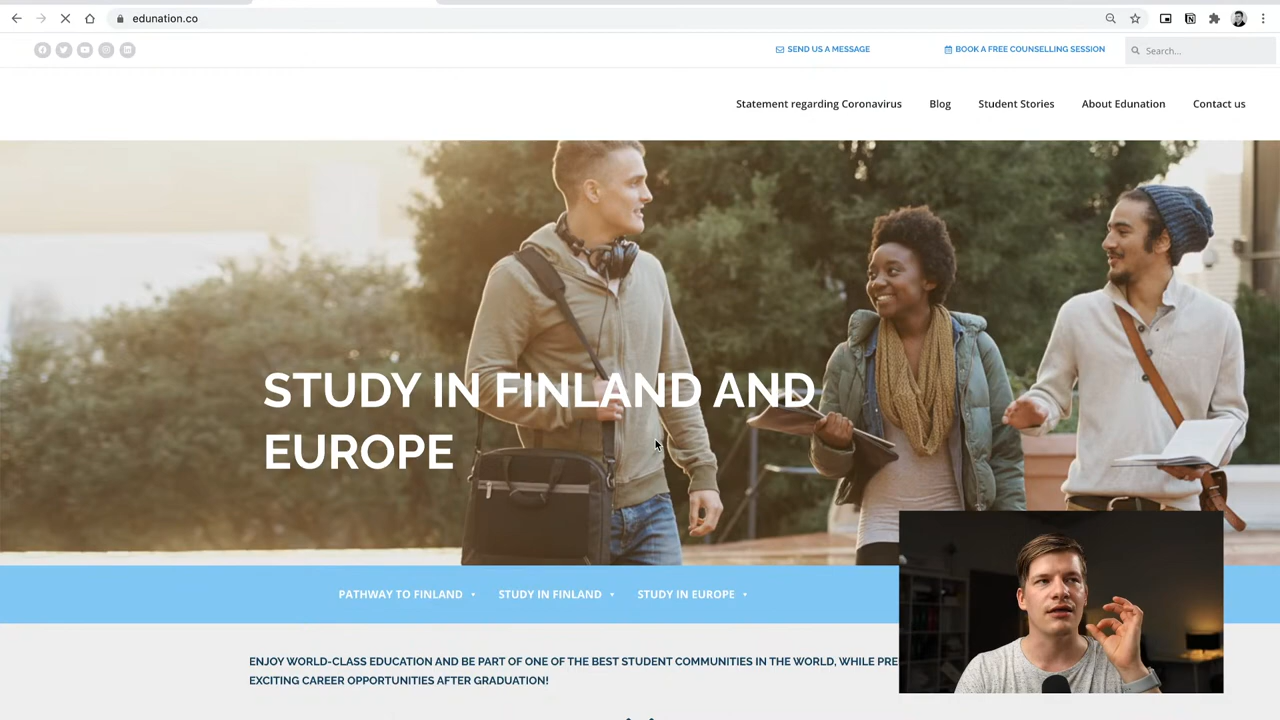 edunation.co
SEND US A MESSAGE
BOOK A FREE COUNSELLING SESSION
Search...
Statement regarding Coronavirus
Blog
Student Stories
About Edunation
Contact us
STUDY IN FINLAND AND
EUROPE
PATHWAY TO FINLAND
STUDY IN FINLAND
STUDY IN EUROPE
ENJOY WORLD-CLASS EDUCATION AND BE PART OF ONE OF THE BEST STUDENT COMMUNITIES IN THE WORLD, WHILE PRE
EXCITING CAREER OPPORTUNITIES AFTER GRADUATION!